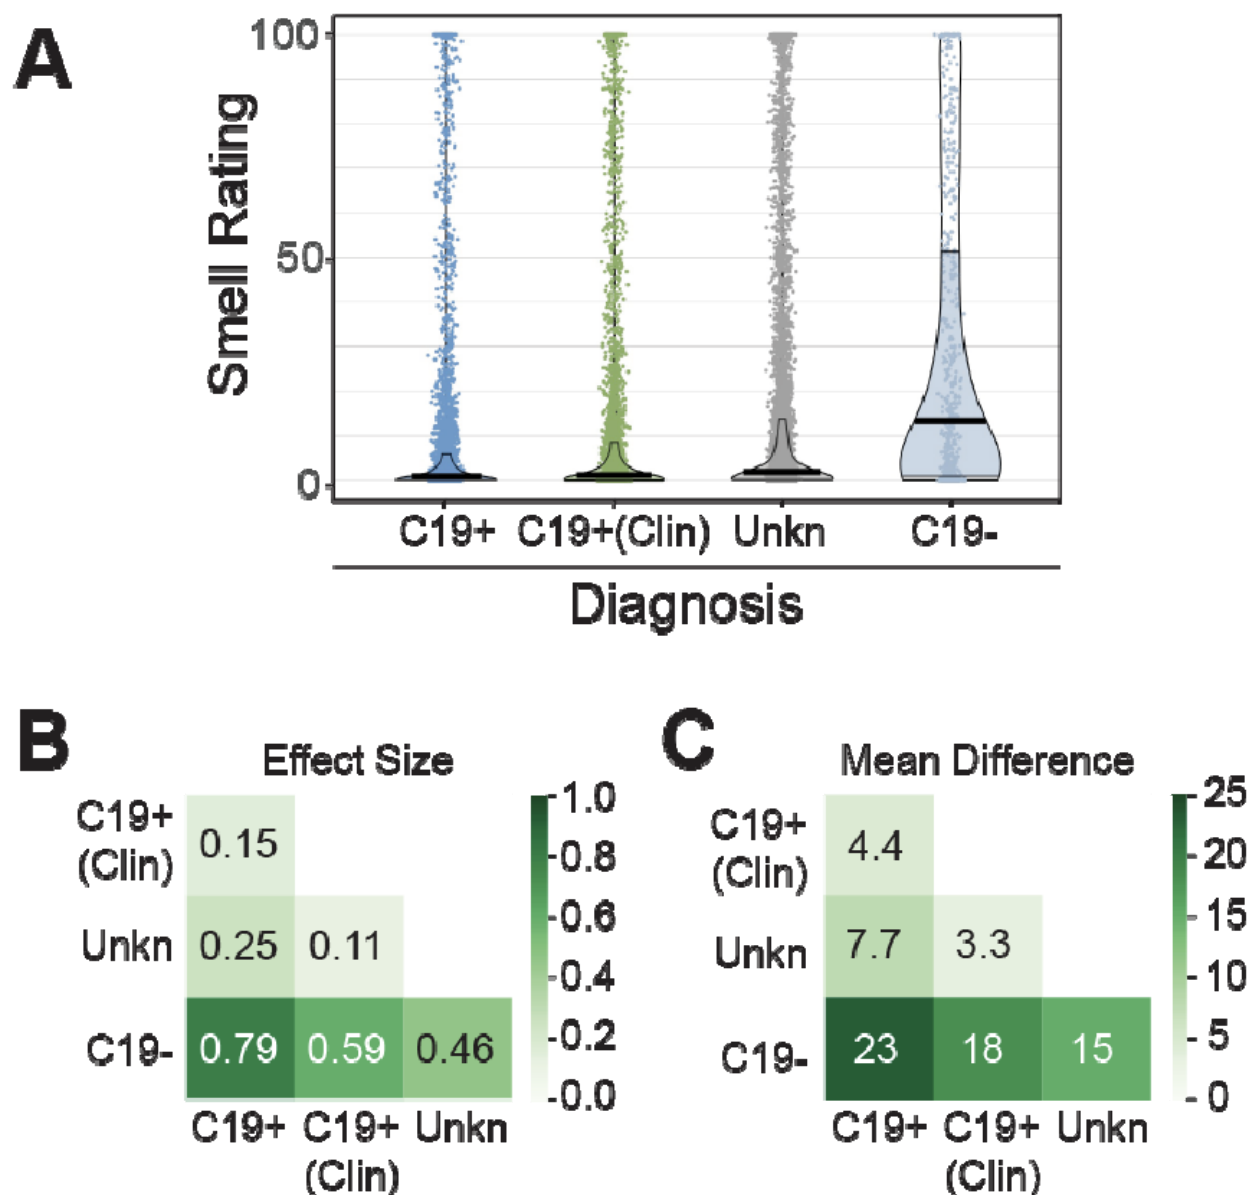 A
Smell Rating
100
50
0
C19+ C19+(Clin) Unkn C19-
Diagnosis
B
Effect Size
C19+
(Clin)
Unkn
C19-
0.15
0.25 0.11
0.79 0.59 0.46
C19+ C19+ Unkn
(Clin)
1.0
0.8
0.6
0.4
0.2
0.0
C
Mean Difference
C19+
(Clin)
Unkn
C19-
4.4
7.7 3.3
23 18 15
C19+ C19+ Unkn
(Clin)
25
20
15
10
5
0